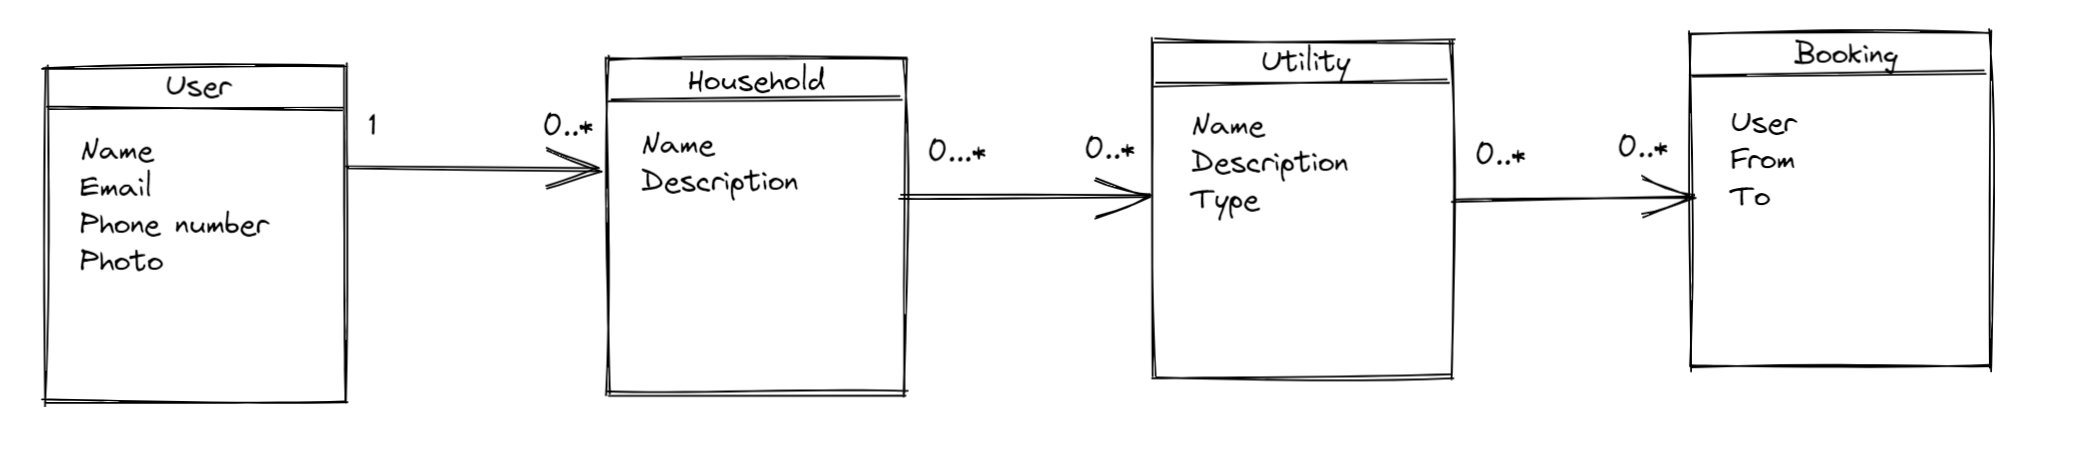 User
Name
Email
Phone number
Photo
1
0..*
Household
Name
Description
0...*
0..*
Utility
Name
Description
Type
0..*
0..*
Booking
User
From
To